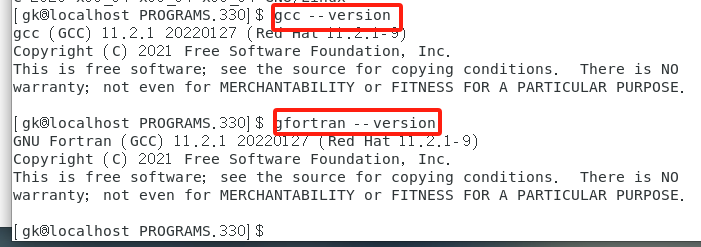 [gk@localhost PROGRAMS.330]$ gcc --version
gcc (GCC) 11.2.1 20220127 (Red Hat 11.2.1-9)
Copyright (C) 2021 Free Software Foundation, Inc.
This is free software; see the source for copying conditions.  There is NO
warranty; not even for MERCHANTABILITY or FITNESS FOR A PARTICULAR PURPOSE.
[gk@localhost PROGRAMS.330]$ gfortran --version
GNU Fortran (GCC) 11.2.1 20220127 (Red Hat 11.2.1-9)
Copyright (C) 2021 Free Software Foundation, Inc.
This is free software; see the source for copying conditions.  There is NO
warranty; not even for MERCHANTABILITY or FITNESS FOR A PARTICULAR PURPOSE.
[gk@localhost PROGRAMS.330]$